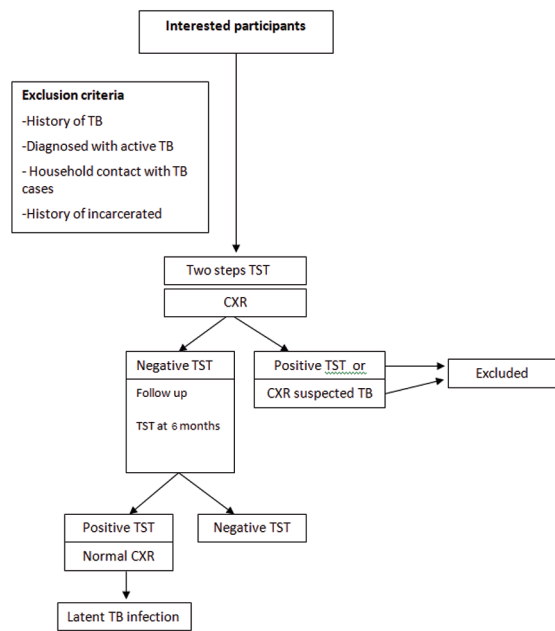 Interested participants
Exclusion criteria
-History of TB
-Diagnosed with active TB
- Household contact with TB
cases
-History of incarcerated
Two steps TST
CXR
Negative TST
Follow up
TST at 6 months
Positive TST or
CXR suspected TB
Excluded
Positive TST
Normal CXR
Negative TST
Latent TB infection